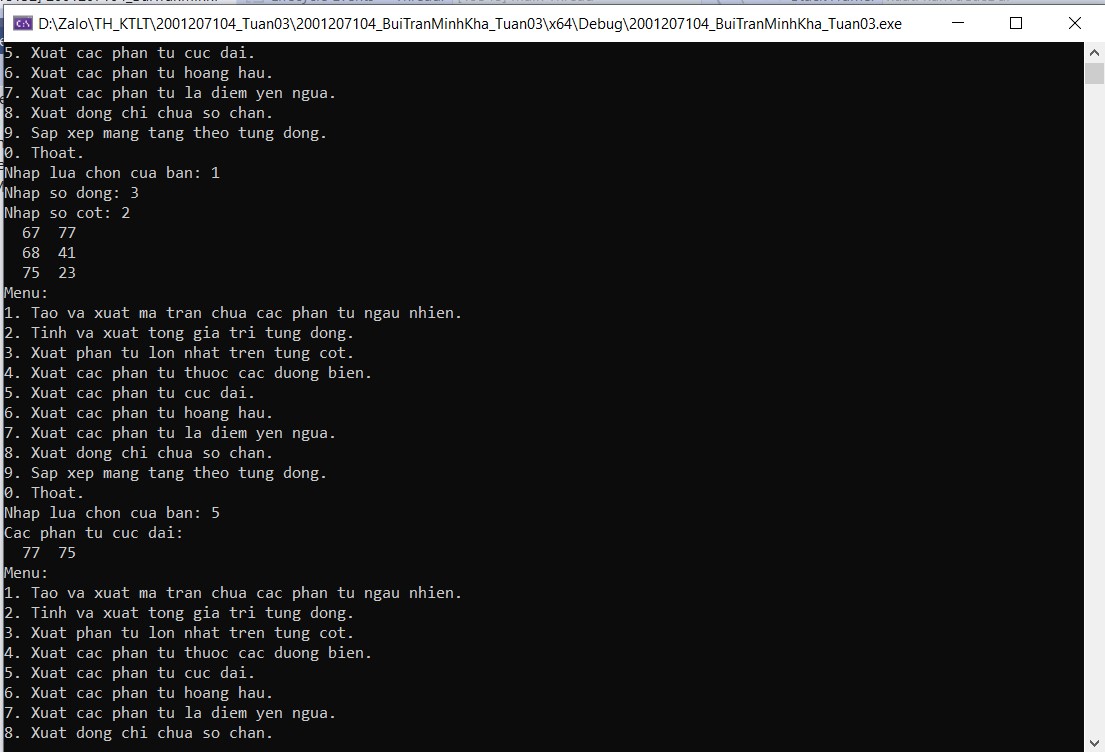 D:\Zalo\TH_KTLT\2001207104_Tuan03\2001207104_BuiTranMinhKha_Tuan03\x64\Debug\2001207104_BuiTranMinhKha_Tuan03.exe
5. Xuat cac phan tu cuc dai.
6. Xuat cac phan tu hoang hau.
7. Xuat cac phan tu la diem yen ngua.
8. Xuat dong chi chua so chan.
9. Sap xep mang tang theo tung dong.
0. Thoat.
Nhap lua chon cua ban: 1
Nhap so dong: 3
Nhap so cot: 2
67 77
68 41
75 23
Menu:
1. Tao va xuat ma tran chua cac phan tu ngau nhien.
2. Tinh va xuat tong gia tri tung dong.
3. Xuat phan tu lon nhat tren tung cot.
4. Xuat cac phan tu thuoc cac duong bien.
5. Xuat cac phan tu cuc dai.
6. Xuat cac phan tu hoang hau.
7. Xuat cac phan tu la diem yen ngua.
8. Xuat dong chi chua so chan.
9. Sap xep mang tang theo tung dong.
0. Thoat.
Nhap lua chon cua ban: 5
Cac phan tu cuc dai:
77 75
Menu:
1. Tao va xuat ma tran chua cac phan tu ngau nhien.
2. Tinh va xuat tong gia tri tung dong.
3. Xuat phan tu lon nhat tren tung cot.
4. Xuat cac phan tu thuoc cac duong bien.
5. Xuat cac phan tu cuc dai.
6. Xuat cac phan tu hoang hau.
7. Xuat cac phan tu la diem yen ngua.
8. Xuat dong chi chua so chan.